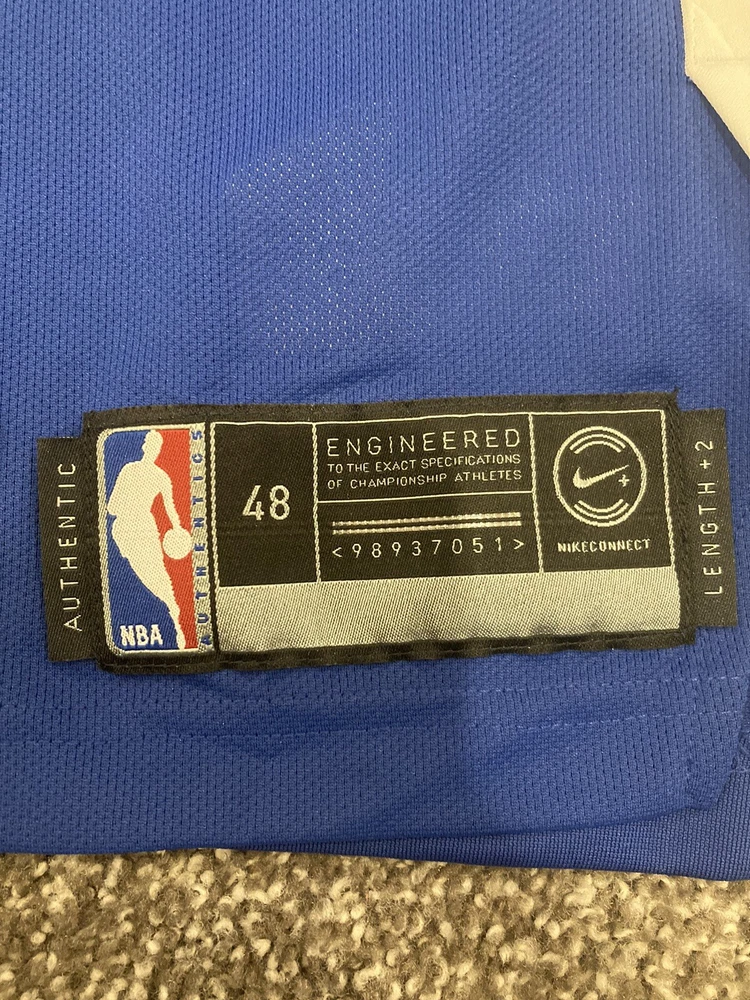 AUTHENTIC
NBA
AUTHENTICS
48
ENGINEERED
TO THE EXACT SPECIFICATIONS
OF CHAMPIONSHIP ATHLETES
<98937051>
NIKECONNECT
LENGTH +2